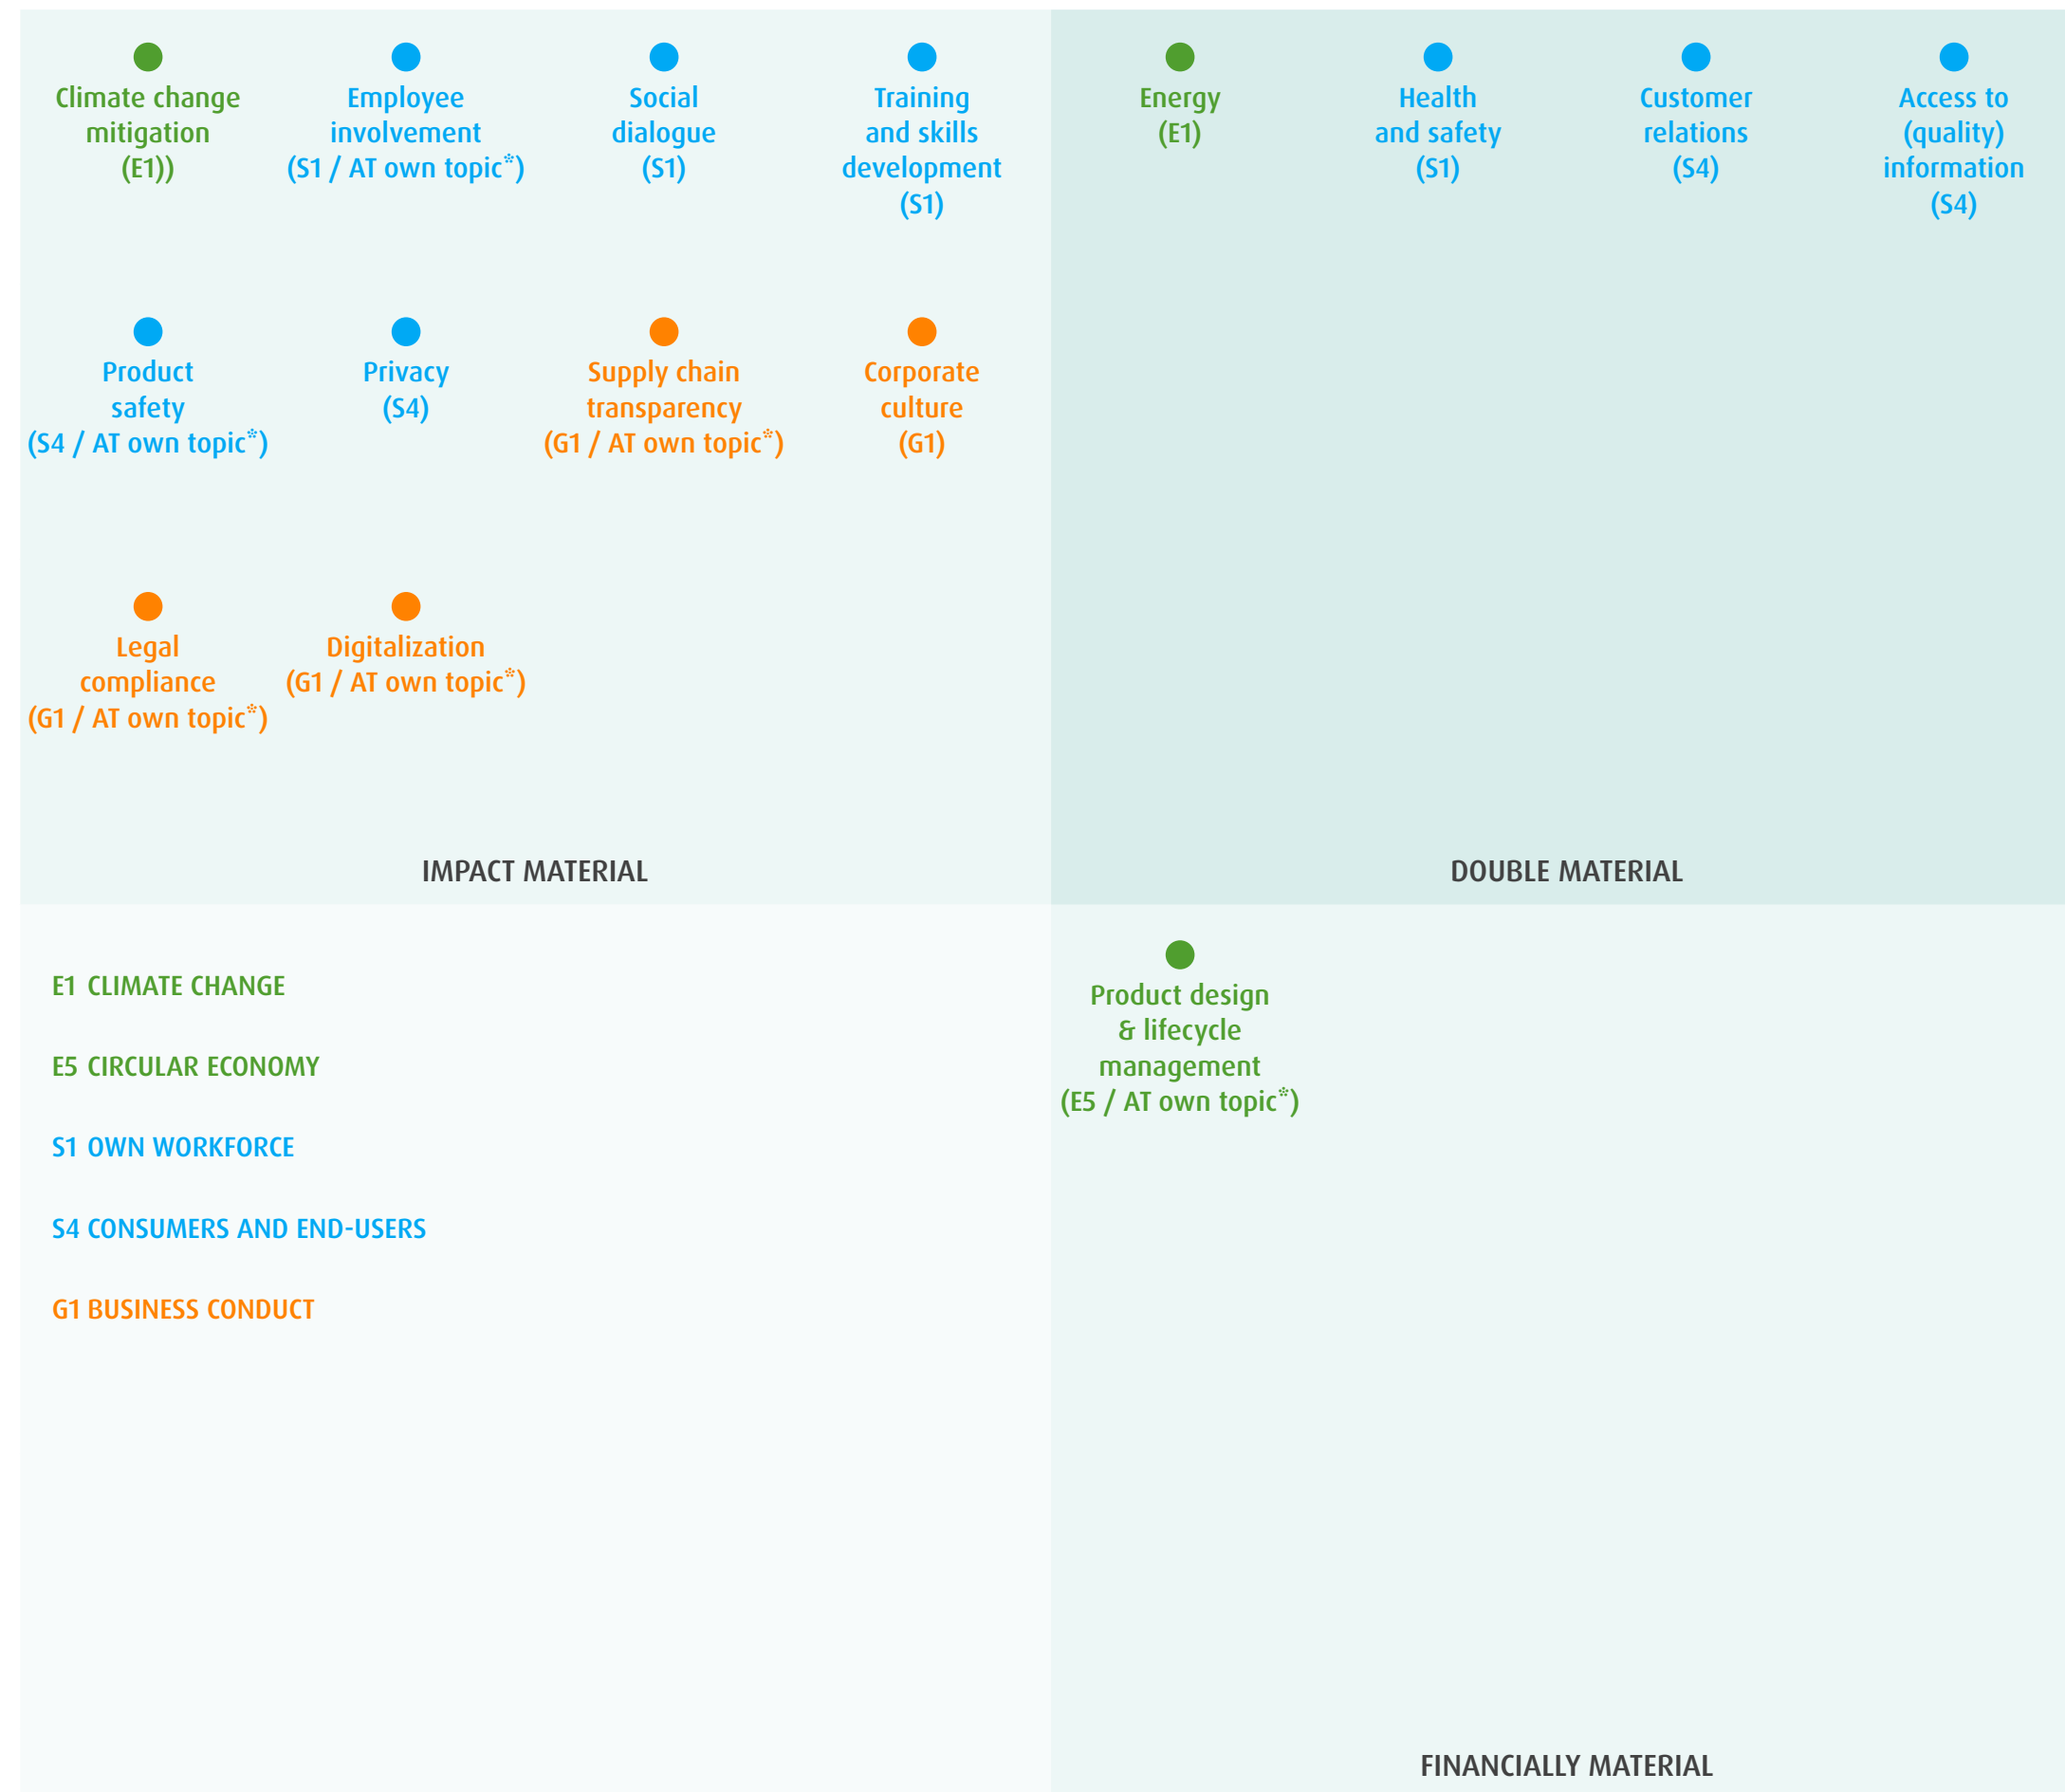 Climate change
mitigation
(E1))
Employee
involvement
(S1 / AT own topic*)
Social
dialogue
(S1)
Training
and skills
development
(S1)
Energy
(E1)
Health
and safety
(S1)
Customer
relations
(S4)
Access to
(quality)
information
(S4)
Product
safety
(S4 / AT own topic*)
Privacy
(S4)
Supply chain
transparency
(G1 / AT own topic*)
Corporate
culture
(G1)
Legal
compliance
(G1 / AT own topic*)
Digitalization
(G1 / AT own topic*)
IMPACT MATERIAL
DOUBLE MATERIAL
E1 CLIMATE CHANGE
E5 CIRCULAR ECONOMY
S1 OWN WORKFORCE
S4 CONSUMERS AND END-USERS
G1 BUSINESS CONDUCT
Product design
& lifecycle
management
(E5 / AT own topic*)
FINANCIALLY MATERIAL